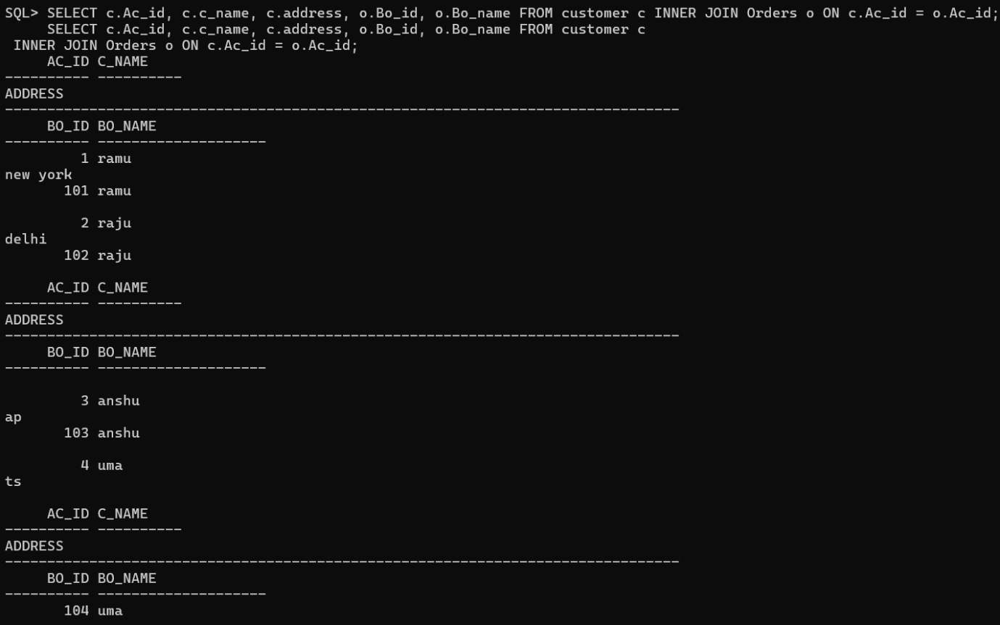 SQL> SELECT c.Ac_id, c.c_name, c.address, o.Bo_id, o.Bo_name FROM customer c INNER JOIN Orders o ON c.Ac_id = o.Ac_id;
     SELECT c.Ac_id, c.c_name, c.address, o.Bo_id, o.Bo_name FROM customer c
 INNER JOIN Orders o ON c.Ac_id = o.Ac_id;
     AC_ID C_NAME
---------- ----------
ADDRESS
--------------------------------------------------------------------------------
     BO_ID BO_NAME
---------- --------------------
         1 ramu
new york
       101 ramu

         2 raju
delhi
       102 raju

     AC_ID C_NAME
---------- ----------
ADDRESS
--------------------------------------------------------------------------------
     BO_ID BO_NAME
---------- --------------------

         3 anshu
ap
       103 anshu

         4 uma
ts

     AC_ID C_NAME
---------- ----------
ADDRESS
--------------------------------------------------------------------------------
     BO_ID BO_NAME
---------- --------------------
       104 uma